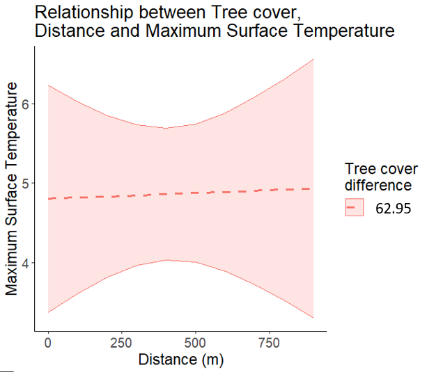 Relationship between Tree cover,
Distance and Maximum Surface Temperature
Maximum Surface Temperature
6
5
4
0 250 500 750
Distance (m)
Tree cover
difference
62.95